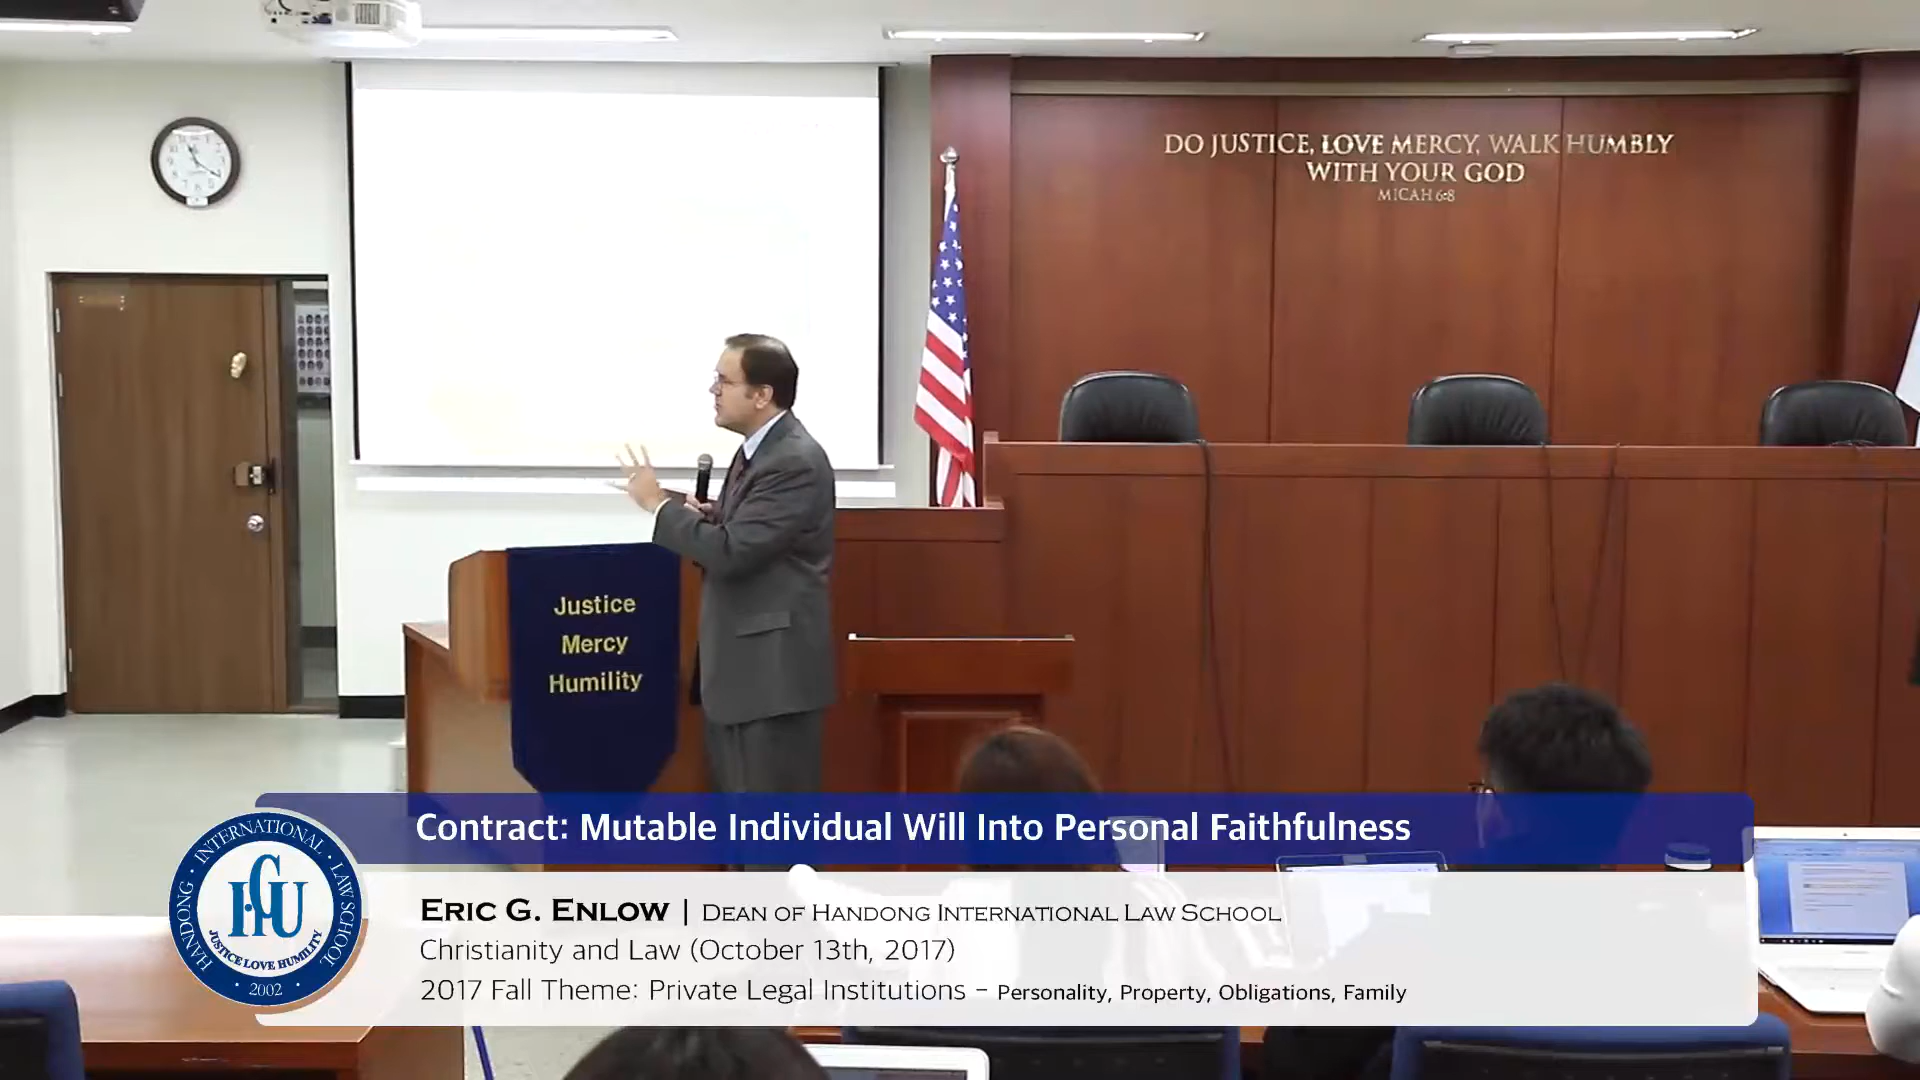 DO JUSTICE, LOVE MERCY, WALK HUMBLY
WITH YOUR GOD
MICAH 6:8
Justice
Mercy
Humility
Contract: Mutable Individual Will Into Personal Faithfulness
ERIC G. ENLOW | DEAN OF HANDONG INTERNATIONAL LAW SCHOOL
Christianity and Law (October 13th, 2017)
2017 Fall Theme: Private Legal Institutions – Personality, Property, Obligations, Family
HANDONG · INTERNATIONAL · LAW SCHOOL
JUSTICE LOVE HUMILITY
· 2002 ·